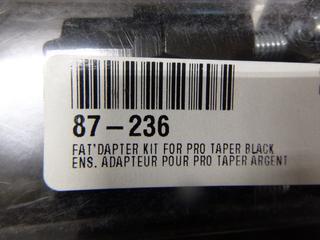 87-236
FAT'DAPTER KIT FOR PRO TAPER BLACK
ENS. ADAPTEUR POUR PRO TAPER ARGENT